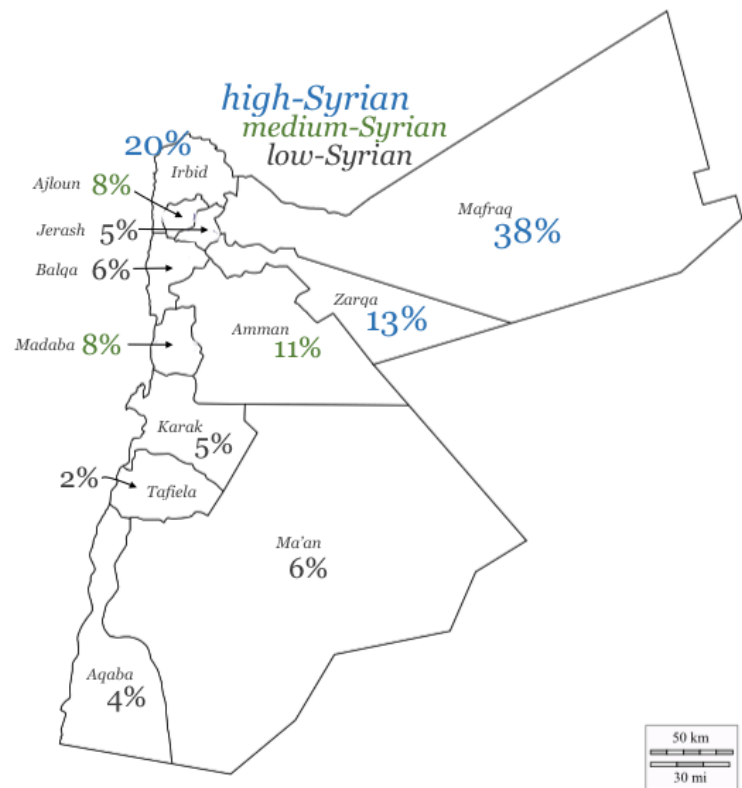 high-Syrian
medium-Syrian
low-Syrian
20%
Irbid
Ajloun 8%
Jerash 5%
Balqa 6%
Mafraq
38%
Zarqa
13%
Amman
11%
Madaba 8%
Karak
5%
2%
Tafiela
Ma'an
6%
Aqaba
4%
50 km
30 mi